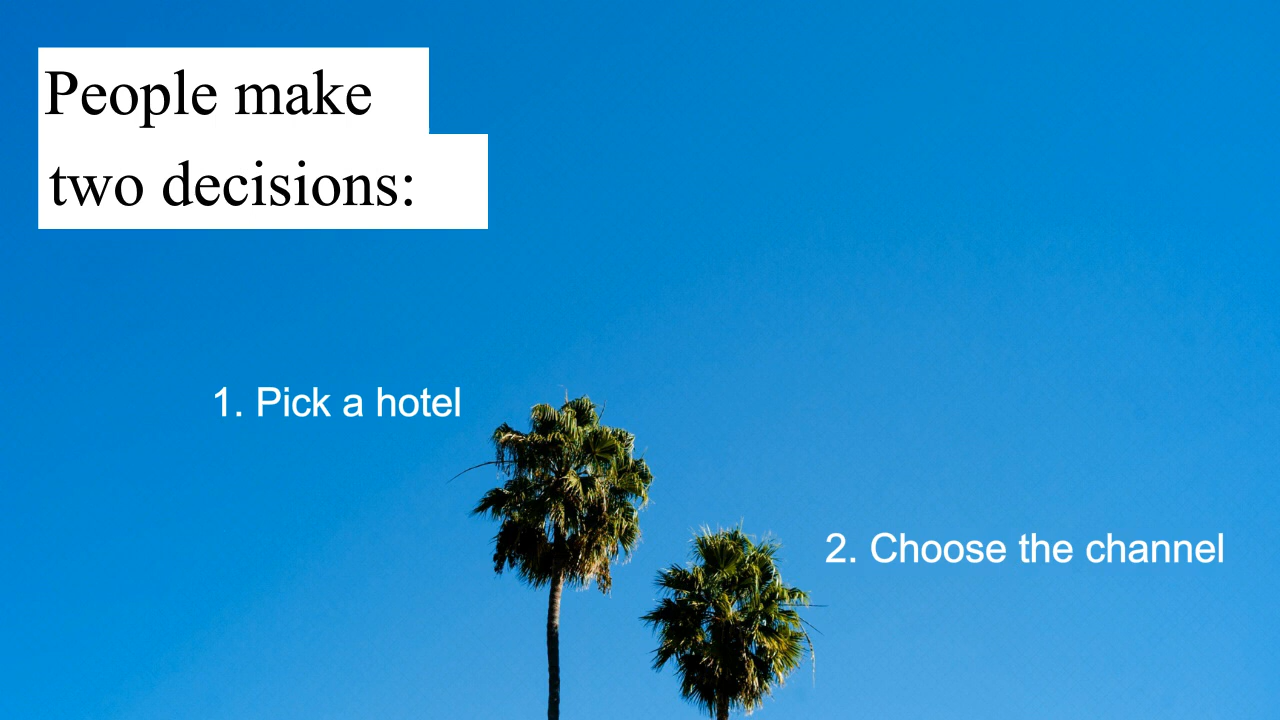 People make
two decisions:
1. Pick a hotel
2. Choose the channel